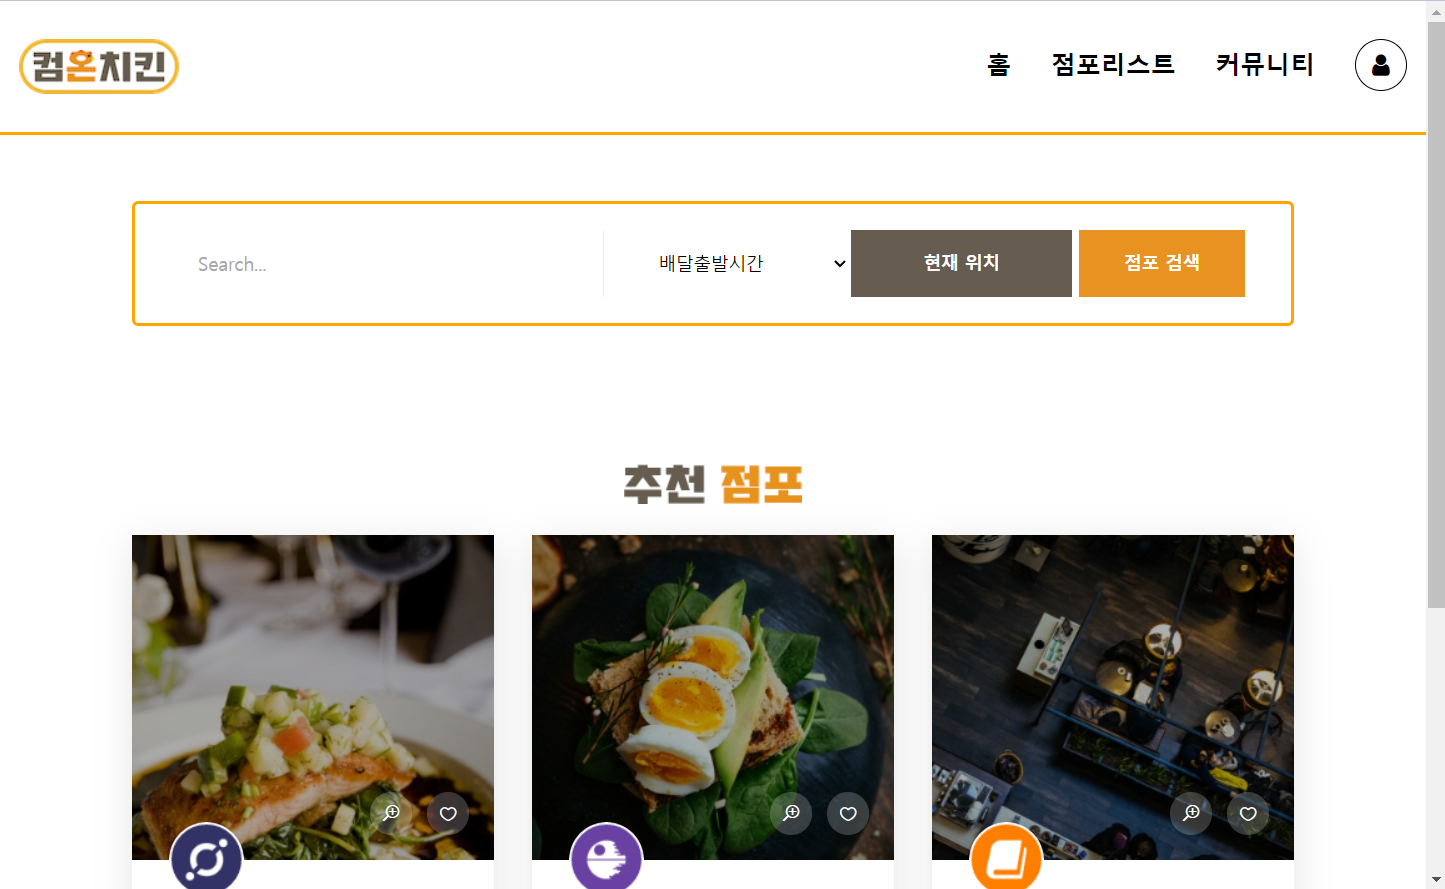 컴온치킨
홈 점포리스트 커뮤니티
Search...
배달출발시간
현재 위치
점포 검색
추천 점포